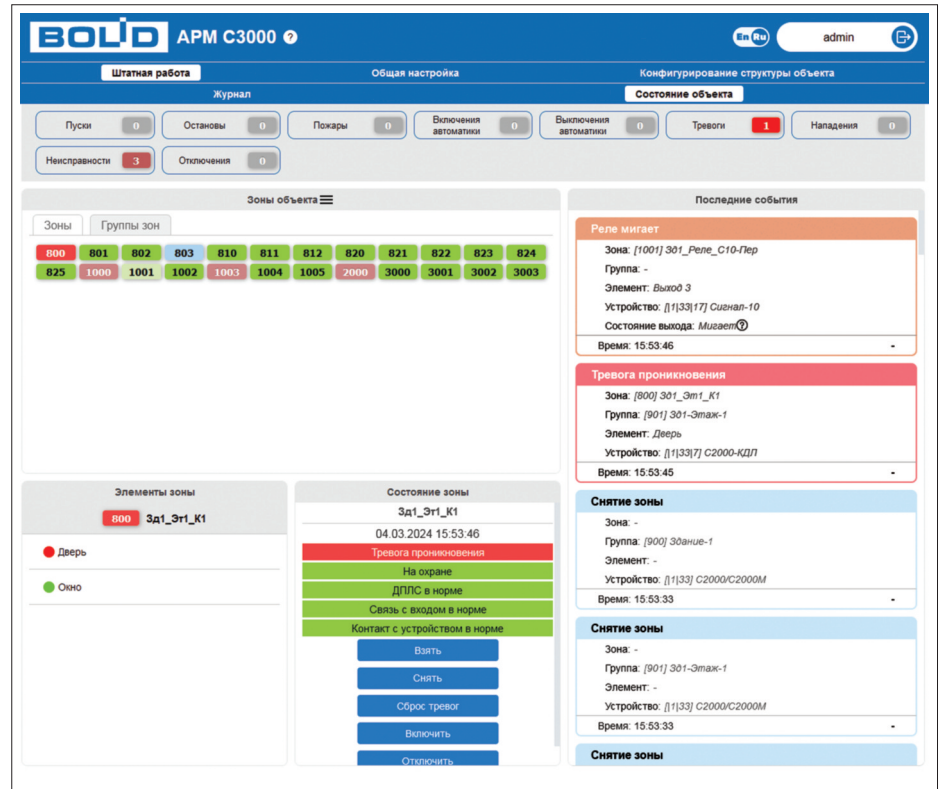 BOLID АРМ С3000 ?
En Ru
admin
Штатная работа
Общая настройка
Конфигурирование структуры объекта
Журнал
Состояние объекта
Пуски 0
Остановы 0
Пожары 0
Включения автоматики 0
Выключения автоматики 0
Тревоги 1
Нападения 0
Неисправности 3
Отключения 0
Зоны объекта
Зоны
Группы зон
800 801 802 803 810 811 812 820 821 822 823 824
825 1000 1001 1002 1003 1004 1005 2000 3000 3001 3002 3003
Элементы зоны
800 Зд1_Эт1_К1
Дверь
Окно
Состояние зоны
Зд1_Эт1_К1
04.03.2024 15:53:46
Тревога проникновения
На охране
ДПЛС в норме
Связь с входом в норме
Контакт с устройством в норме
Взять
Снять
Сброс тревог
Включить
Отключить
Последние события
Реле мигает
Зона: [1001] Зд1_Реле_С10-Пер
Группа: -
Элемент: Выход 3
Устройство: [|1|33|17] Сигнал-10
Состояние выхода: Мигает ?
Время: 15:53:46 -
Тревога проникновения
Зона: [800] Зд1_Эт1_К1
Группа: [901] Зд1-Этаж-1
Элемент: Дверь
Устройство: [|1|33|7] С2000-КДЛ
Время: 15:53:45 -
Снятие зоны
Зона: -
Группа: [900] Здание-1
Элемент: -
Устройство: [|1|33] С2000/С2000М
Время: 15:53:33 -
Снятие зоны
Зона: -
Группа: [901] Зд1-Этаж-1
Элемент: -
Устройство: [|1|33] С2000/С2000М
Время: 15:53:33 -
Снятие зоны